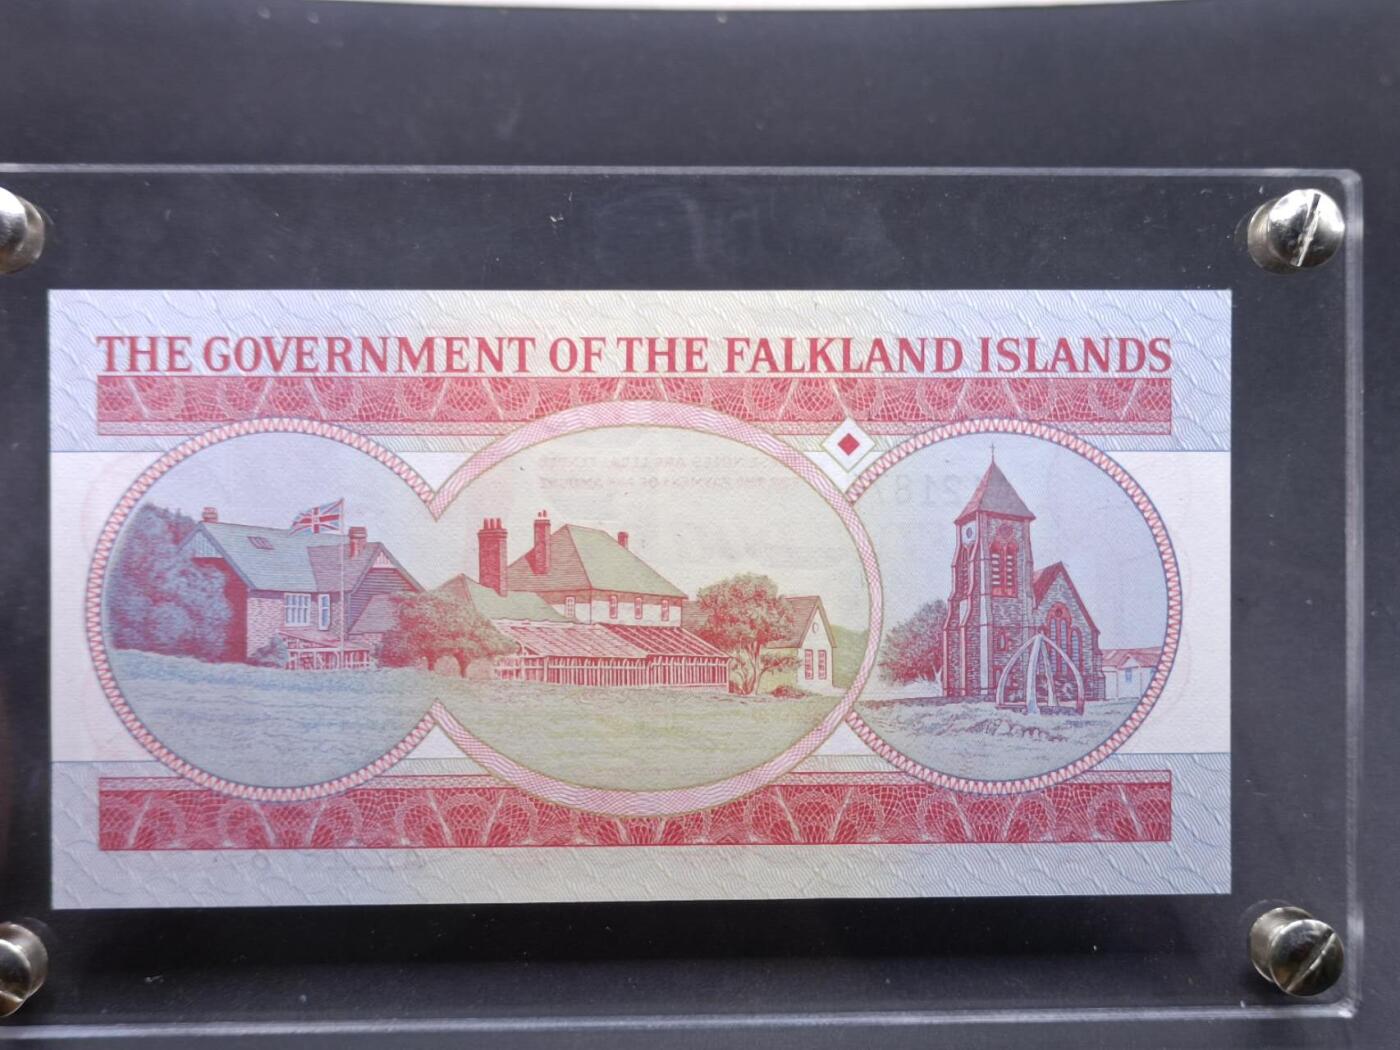 THE GOVERNMENT OF THE FALKLAND ISLANDS